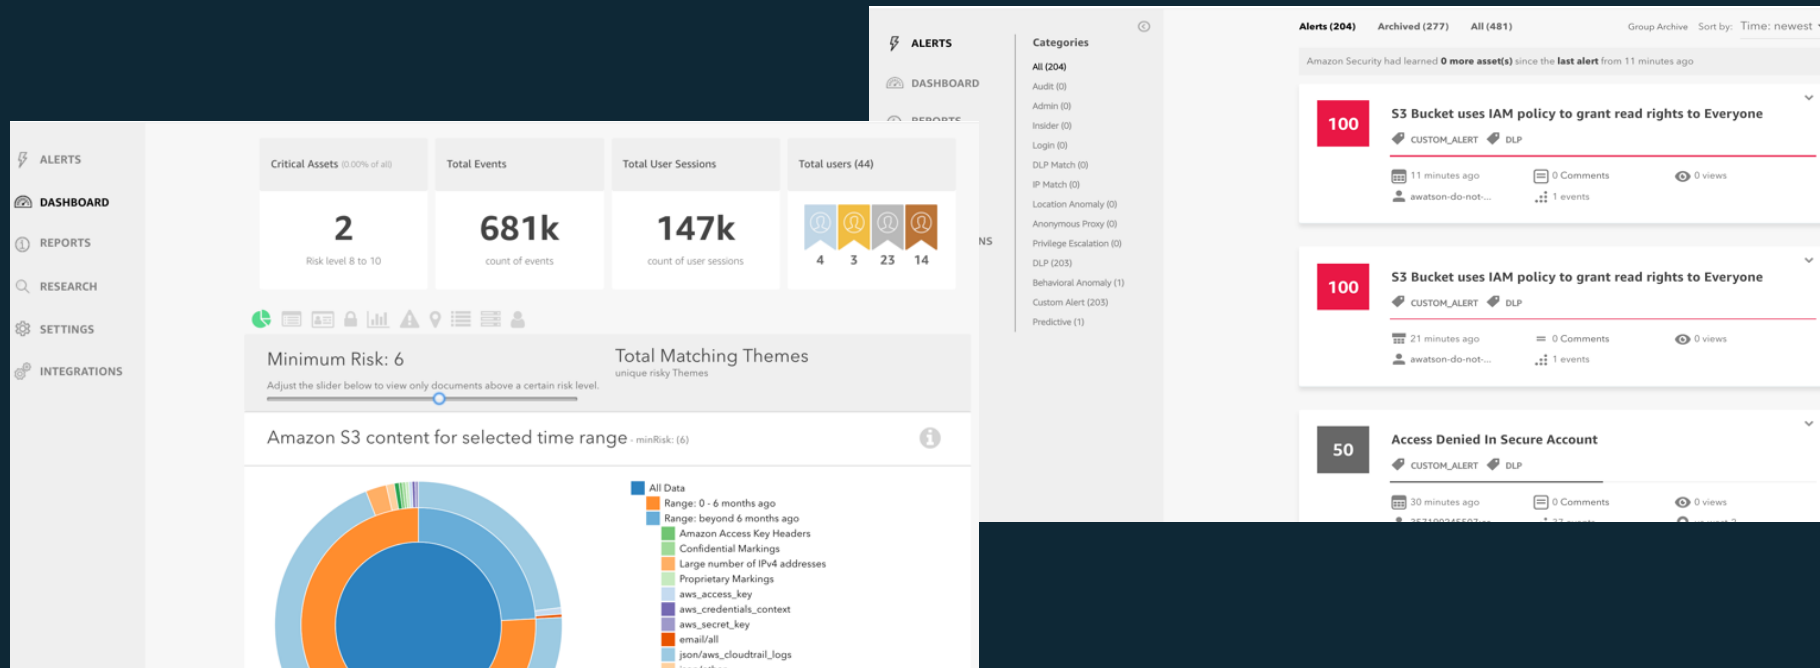 ALERTS
DASHBOARD
REPORTS
RESEARCH
SETTINGS
INTEGRATIONS
Critical Assets (0.00% of all)
2
Risk level 8 to 10
Total Events
681k
count of events
Total User Sessions
147k
count of user sessions
Total users (44)
4 3 23 14
Minimum Risk: 6
Adjust the slider below to view only documents above a certain risk level.
Total Matching Themes
unique risky Themes
Amazon S3 content for selected time range - minRisk: (6)
All Data
Range: 0 - 6 months ago
Range: beyond 6 months ago
Amazon Access Key Headers
Confidential Markings
Large number of IPv4 addresses
Proprietary Markings
aws_access_key
aws_credentials_context
aws_secret_key
email/all
json/aws_cloudtrail_logs
ALERTS
DASHBOARD
REPORTS
NS
Categories
All (204)
Audit (0)
Admin (0)
Insider (0)
Login (0)
DLP Match (0)
IP Match (0)
Location Anomaly (0)
Anonymous Proxy (0)
Privilege Escalation (0)
DLP (203)
Behavioral Anomaly (1)
Custom Alert (203)
Predictive (1)
Alerts (204) Archived (277) All (481) Group Archive Sort by: Time: newest
Amazon Security had learned 0 more asset(s) since the last alert from 11 minutes ago
100
S3 Bucket uses IAM policy to grant read rights to Everyone
CUSTOM_ALERT DLP
11 minutes ago 0 Comments 0 views
awatson-do-not-... 1 events
100
S3 Bucket uses IAM policy to grant read rights to Everyone
CUSTOM_ALERT DLP
21 minutes ago 0 Comments 0 views
awatson-do-not-... 1 events
50
Access Denied In Secure Account
CUSTOM_ALERT DLP
30 minutes ago 0 Comments 0 views